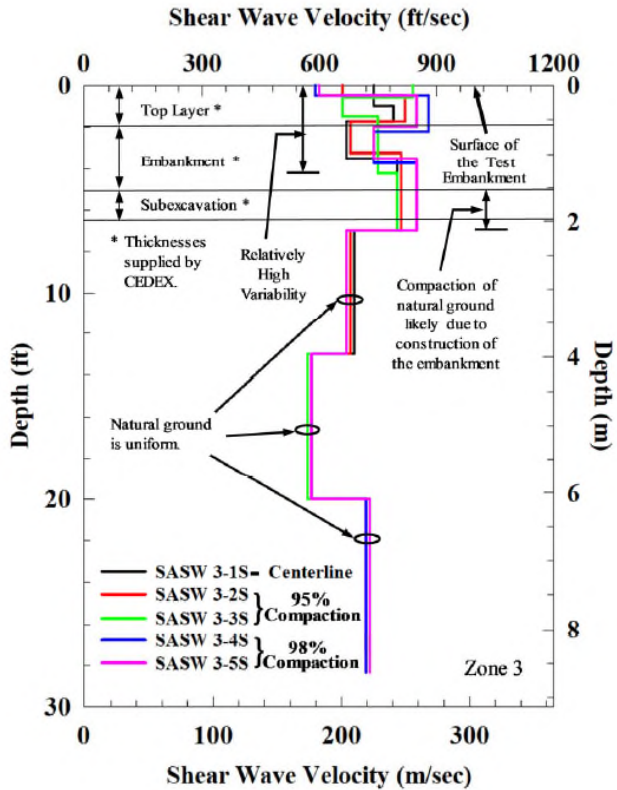 Shear Wave Velocity (ft/sec)
0 300 600 900 1200
0 0
Top Layer *
Surface of
the Test
Embankment
Embankment *
Subexcavation *
2
* Thicknesses
supplied by
CEDEX.
Relatively
High
Variability
Compaction of
natural ground
likely due to
construction of
the embankment
10
4
Depth (ft)
Depth (m)
Natural ground
is uniform.
20
6
SASW 3-1S - Centerline
SASW 3-2S
SASW 3-3S
} 95%
Compaction
SASW 3-4S
SASW 3-5S
} 98%
Compaction
8
Zone 3
30
0 100 200 300
Shear Wave Velocity (m/sec)